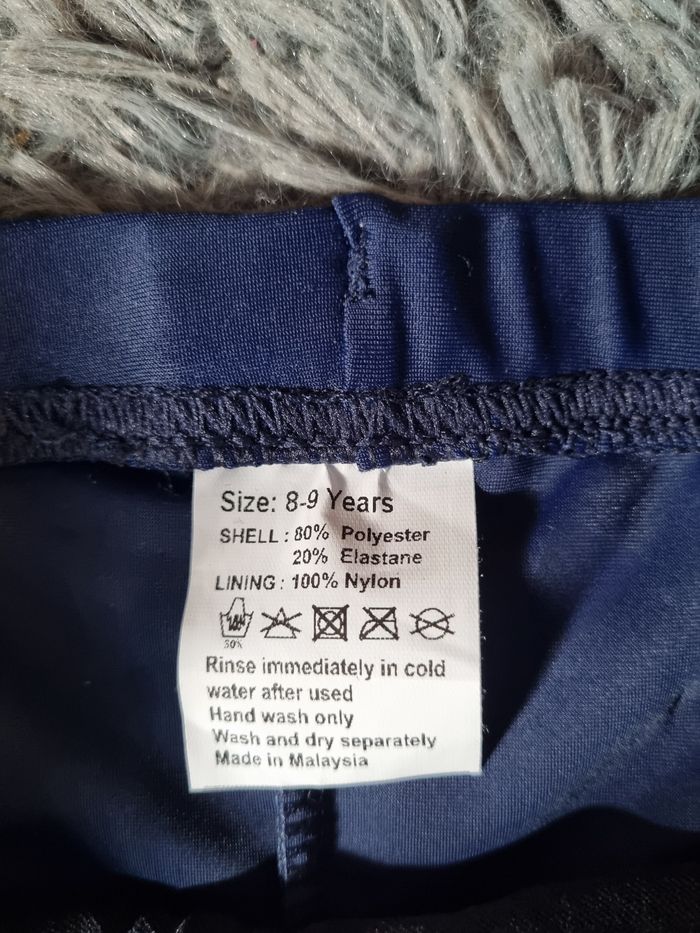 Size: 8-9 Years
SHELL : 80% Polyester
20% Elastane
LINING : 100% Nylon
Rinse immediately in cold
water after used
Hand wash only
Wash and dry separately
Made in Malaysia